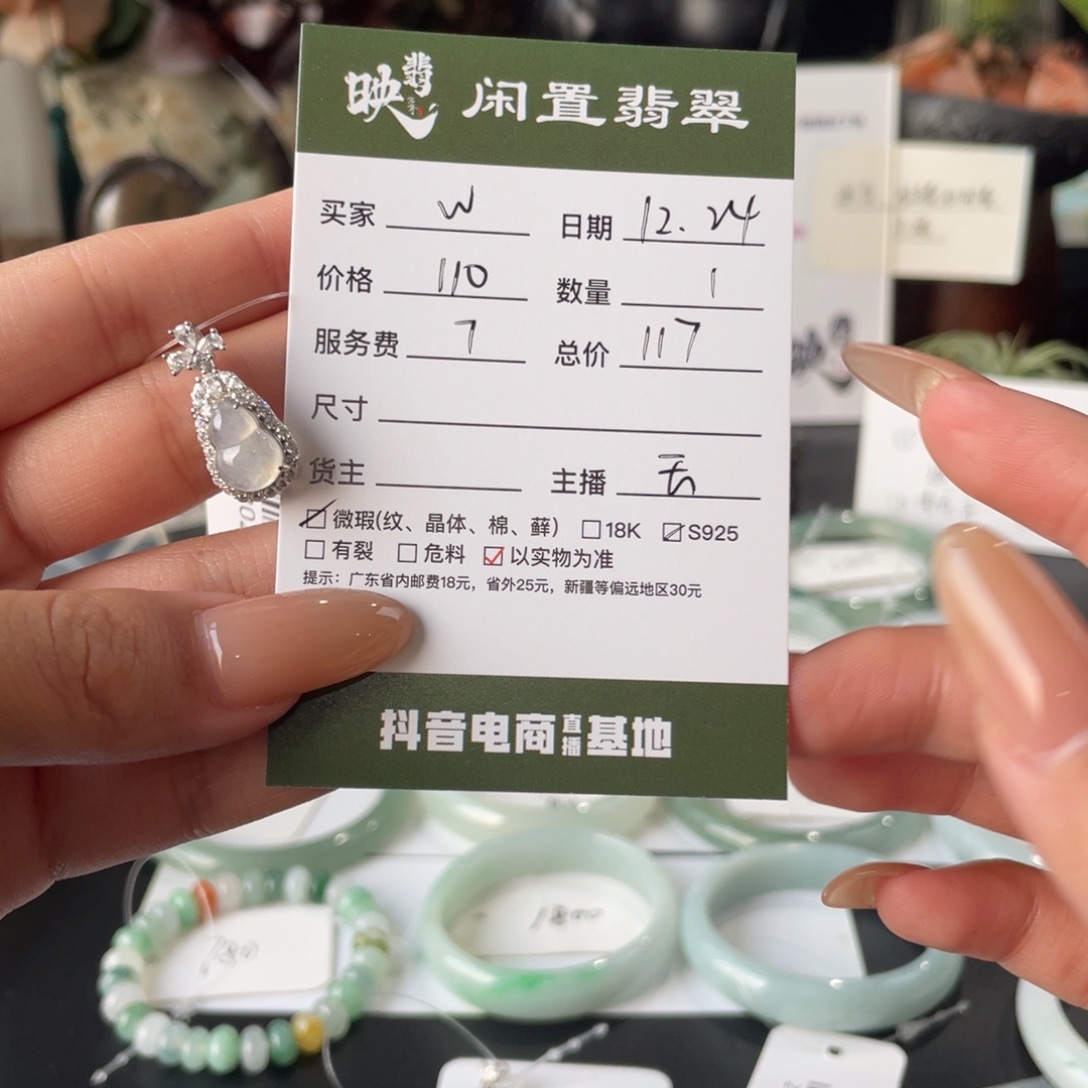 映翡 闲置翡翠
买家 W 日期 12.24
价格 110 数量 1
服务费 7 总价 117
尺寸
货主 主播 云
微瑕(纹、晶体、棉、藓) 18K S925
有裂 危料 以实物为准
提示：广东省内邮费18元，省外25元，新疆等偏远地区30元
抖音电商直播基地
180
1800